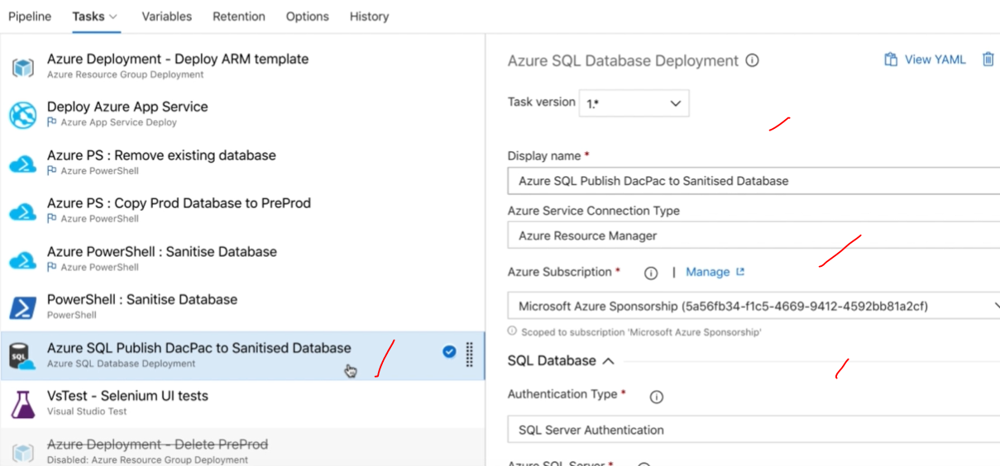 Pipeline Tasks Variables Retention Options History
Azure Deployment - Deploy ARM template
Azure Resource Group Deployment
Deploy Azure App Service
Azure App Service Deploy
Azure PS : Remove existing database
Azure PowerShell
Azure PS : Copy Prod Database to PreProd
Azure PowerShell
Azure PowerShell : Sanitise Database
Azure PowerShell
PowerShell : Sanitise Database
PowerShell
SQL
Azure SQL Publish DacPac to Sanitised Database
Azure SQL Database Deployment
VsTest - Selenium UI tests
Visual Studio Test
Azure Deployment - Delete PreProd
Disabled: Azure Resource Group Deployment
Azure SQL Database Deployment
View YAML
Task version 1.*
Display name *
Azure SQL Publish DacPac to Sanitised Database
Azure Service Connection Type
Azure Resource Manager
Azure Subscription * | Manage
Microsoft Azure Sponsorship (5a56fb34-f1c5-4669-9412-4592bb81a2cf)
Scoped to subscription 'Microsoft Azure Sponsorship'
SQL Database
Authentication Type *
SQL Server Authentication
Azure SQL Server *